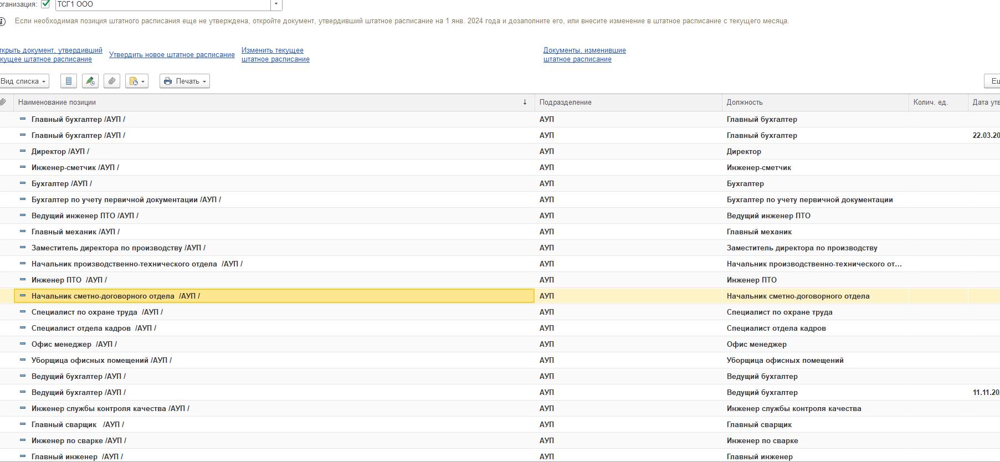 рганизация: ТСГ1 ООО
Если необходимая позиция штатного расписания еще не утверждена, откройте документ, утвердивший штатное расписание на 1 янв. 2024 года и дозаполните его, или внесите изменение в штатное расписание с текущего месяца.
ткрыть документ, утвердивший
кущее штатное расписание
Утвердить новое штатное расписание
Изменить текущее
штатное расписание
Документы, изменившие
штатное расписание
Вид списка Печать Ещ
Наименование позиции ↓ Подразделение Должность Колич. ед. Дата утв
Главный бухгалтер /АУП / АУП Главный бухгалтер
Главный бухгалтер /АУП / АУП Главный бухгалтер 22.03.20
Директор /АУП / АУП Директор
Инженер-сметчик /АУП / АУП Инженер-сметчик
Бухгалтер /АУП / АУП Бухгалтер
Бухгалтер по учету первичной документации /АУП / АУП Бухгалтер по учету первичной документации
Ведущий инженер ПТО /АУП / АУП Ведущий инженер ПТО
Главный механик /АУП / АУП Главный механик
Заместитель директора по производству /АУП / АУП Заместитель директора по производству
Начальник производственно-технического отдела /АУП / АУП Начальник производственно-технического от...
Инженер ПТО /АУП / АУП Инженер ПТО
Начальник сметно-договорного отдела /АУП / АУП Начальник сметно-договорного отдела
Специалист по охране труда /АУП / АУП Специалист по охране труда
Специалист отдела кадров /АУП / АУП Специалист отдела кадров
Офис менеджер /АУП / АУП Офис менеджер
Уборщица офисных помещений /АУП / АУП Уборщица офисных помещений
Ведущий бухгалтер /АУП / АУП Ведущий бухгалтер
Ведущий бухгалтер /АУП / АУП Ведущий бухгалтер 11.11.20
Инженер службы контроля качества /АУП / АУП Инженер службы контроля качества
Главный сварщик /АУП / АУП Главный сварщик
Инженер по сварке /АУП / АУП Инженер по сварке
Главный инженер /АУП / АУП Главный инженер